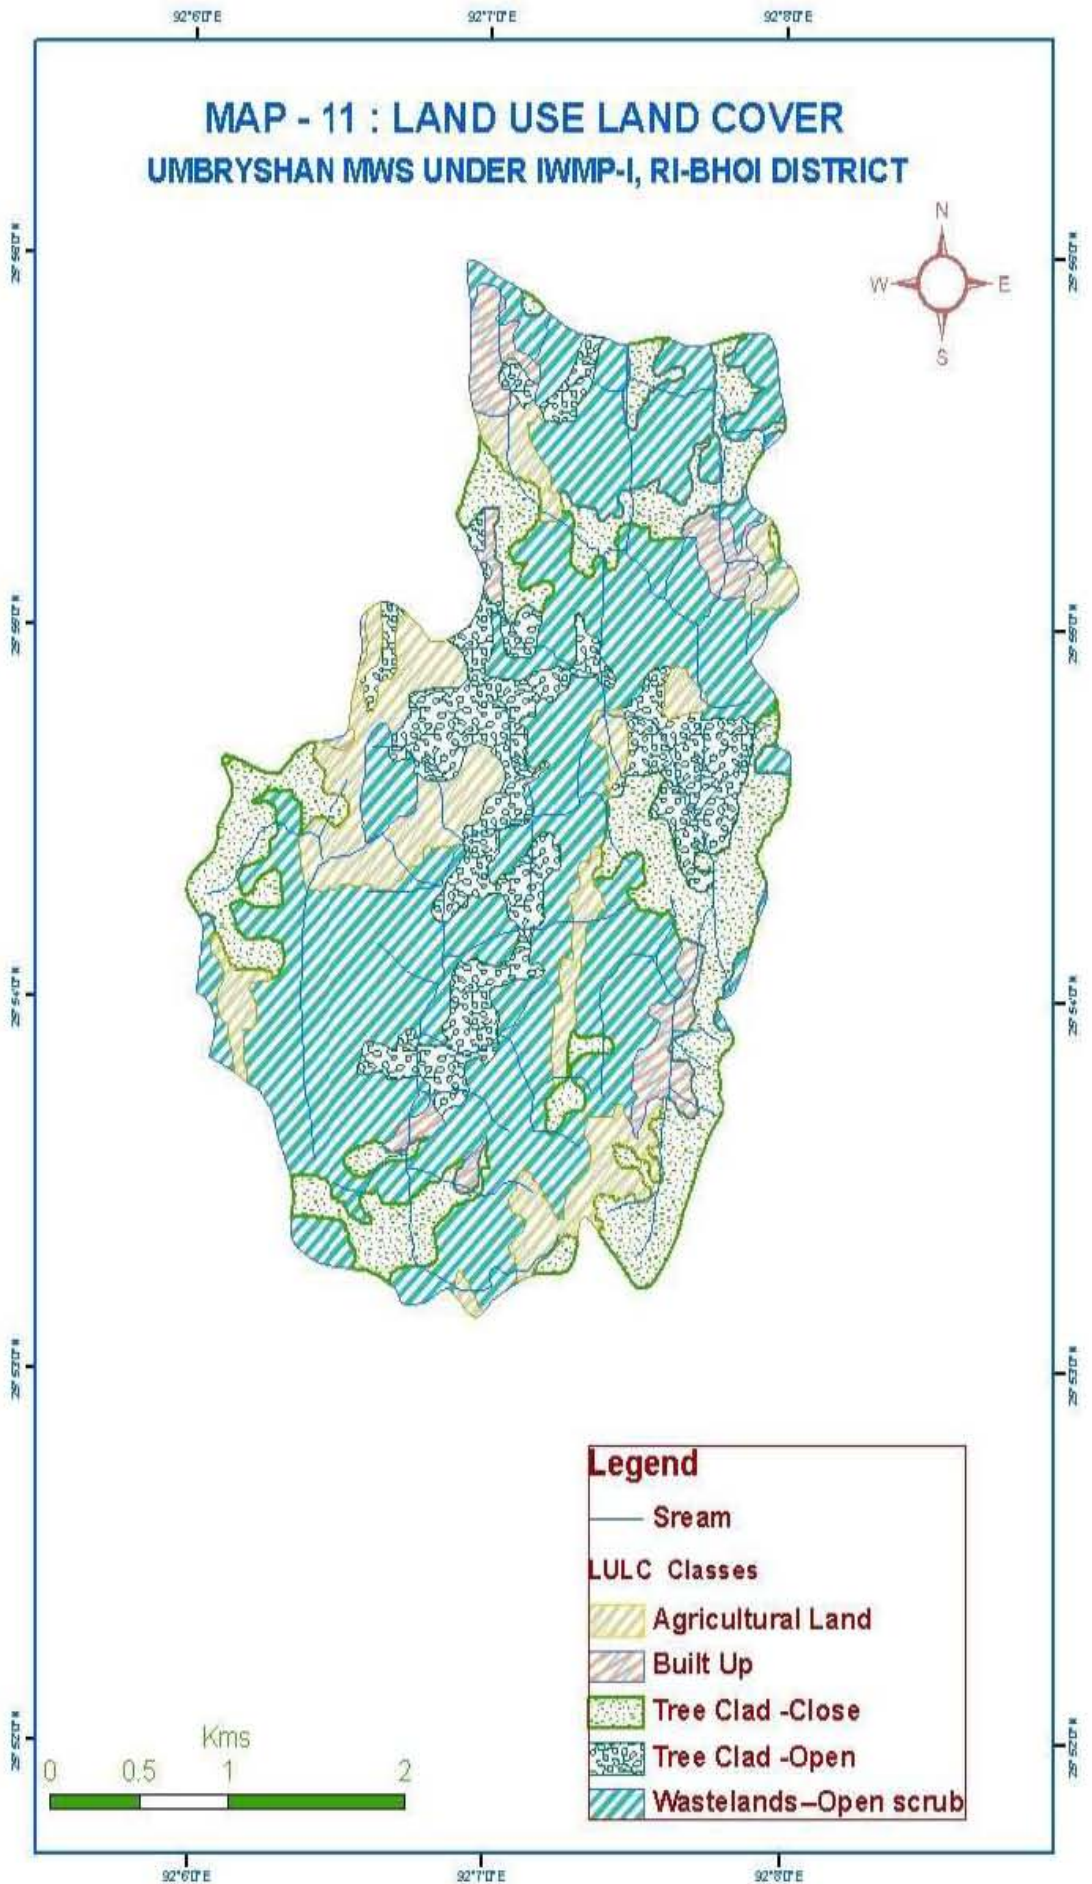 92°6'0"E 92°7'0"E 92°8'0"E
MAP - 11 : LAND USE LAND COVER
UMBRYSHAN MWS UNDER IWMP-I, RI-BHOI DISTRICT
N
W E
S
Legend
Sream
LULC Classes
Agricultural Land
Built Up
Tree Clad -Close
Tree Clad -Open
Wastelands–Open scrub
Kms
0 0.5 1 2
92°6'0"E 92°7'0"E 92°8'0"E